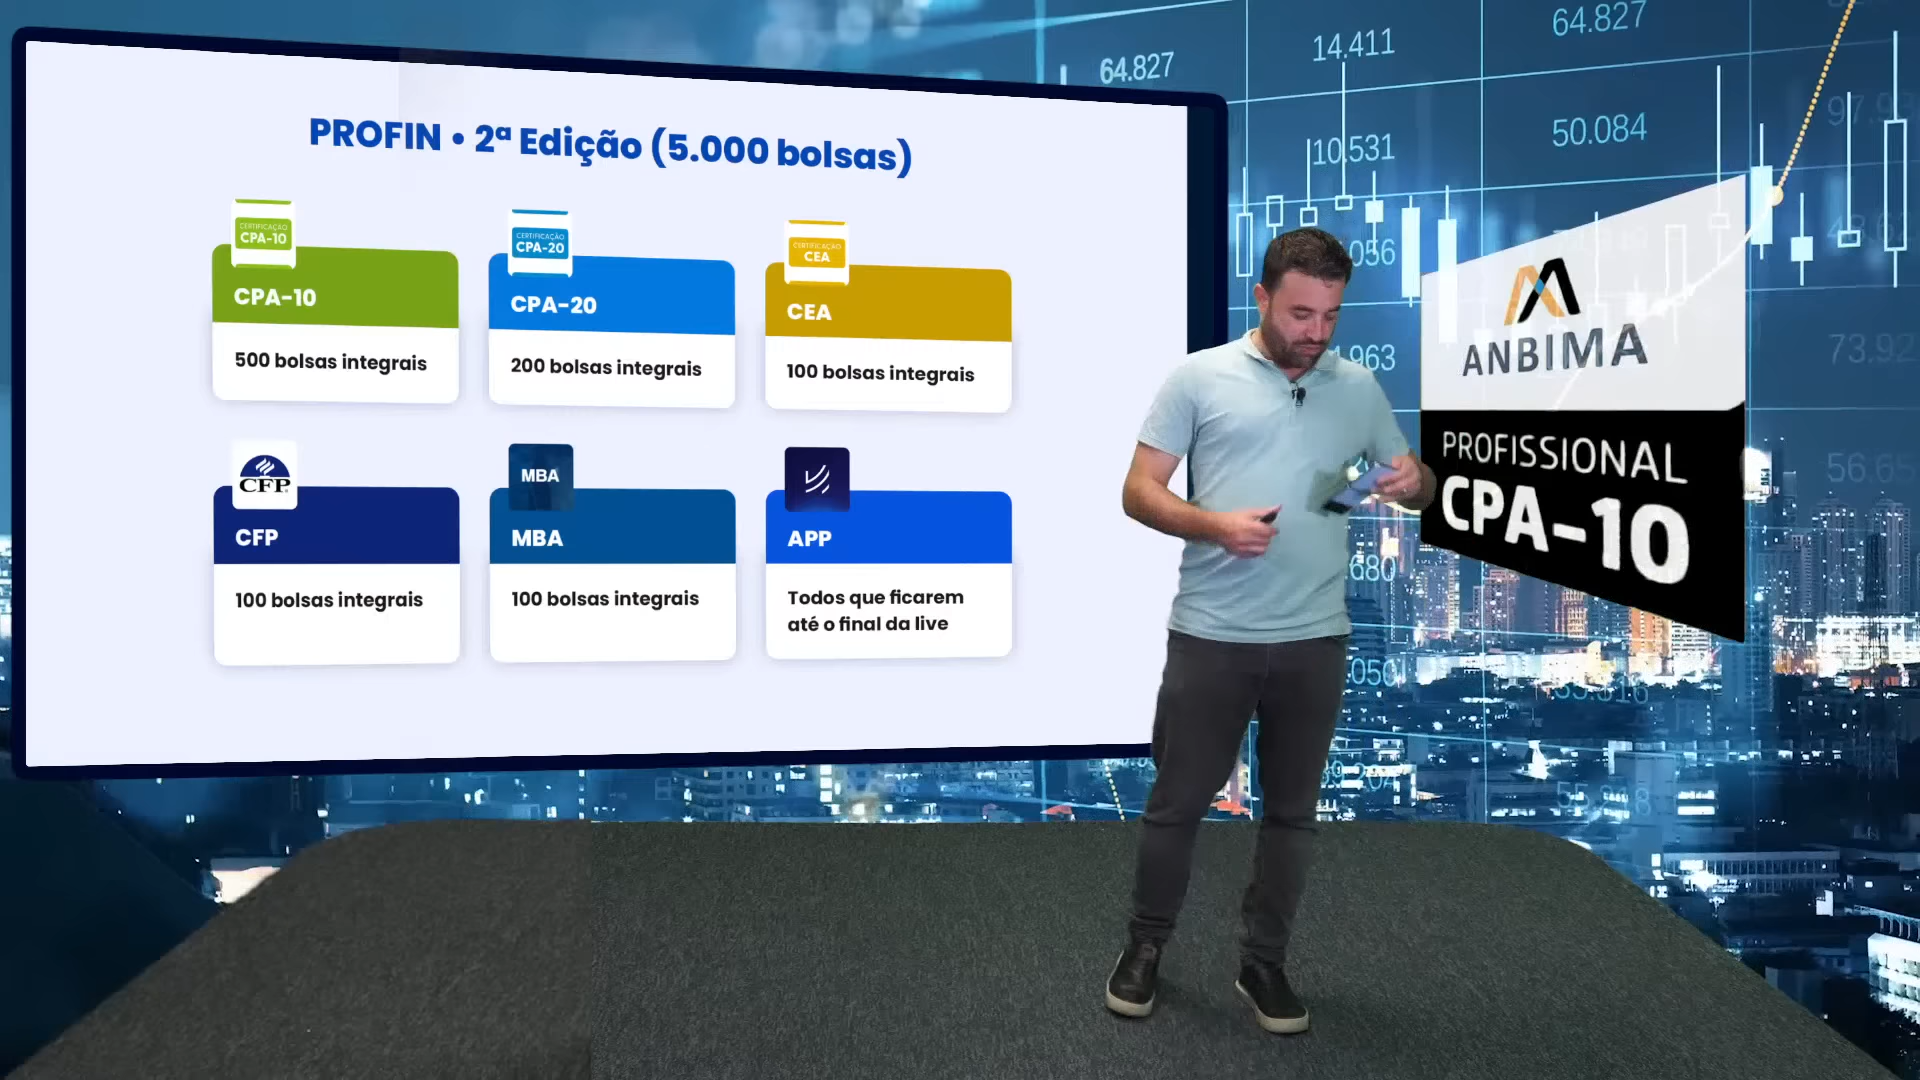 PROFIN • 2ª Edição (5.000 bolsas)
CERTIFICAÇÃO
CPA-10
CPA-10
500 bolsas integrais
CERTIFICAÇÃO
CPA-20
CPA-20
200 bolsas integrais
CERTIFICAÇÃO
CEA
CEA
100 bolsas integrais
CFP
CFP
100 bolsas integrais
MBA
MBA
100 bolsas integrais
APP
Todos que ficarem
até o final da live
64.827
14.411
64.827
10.531
50.084
ANBIMA
PROFISSIONAL
CPA-10